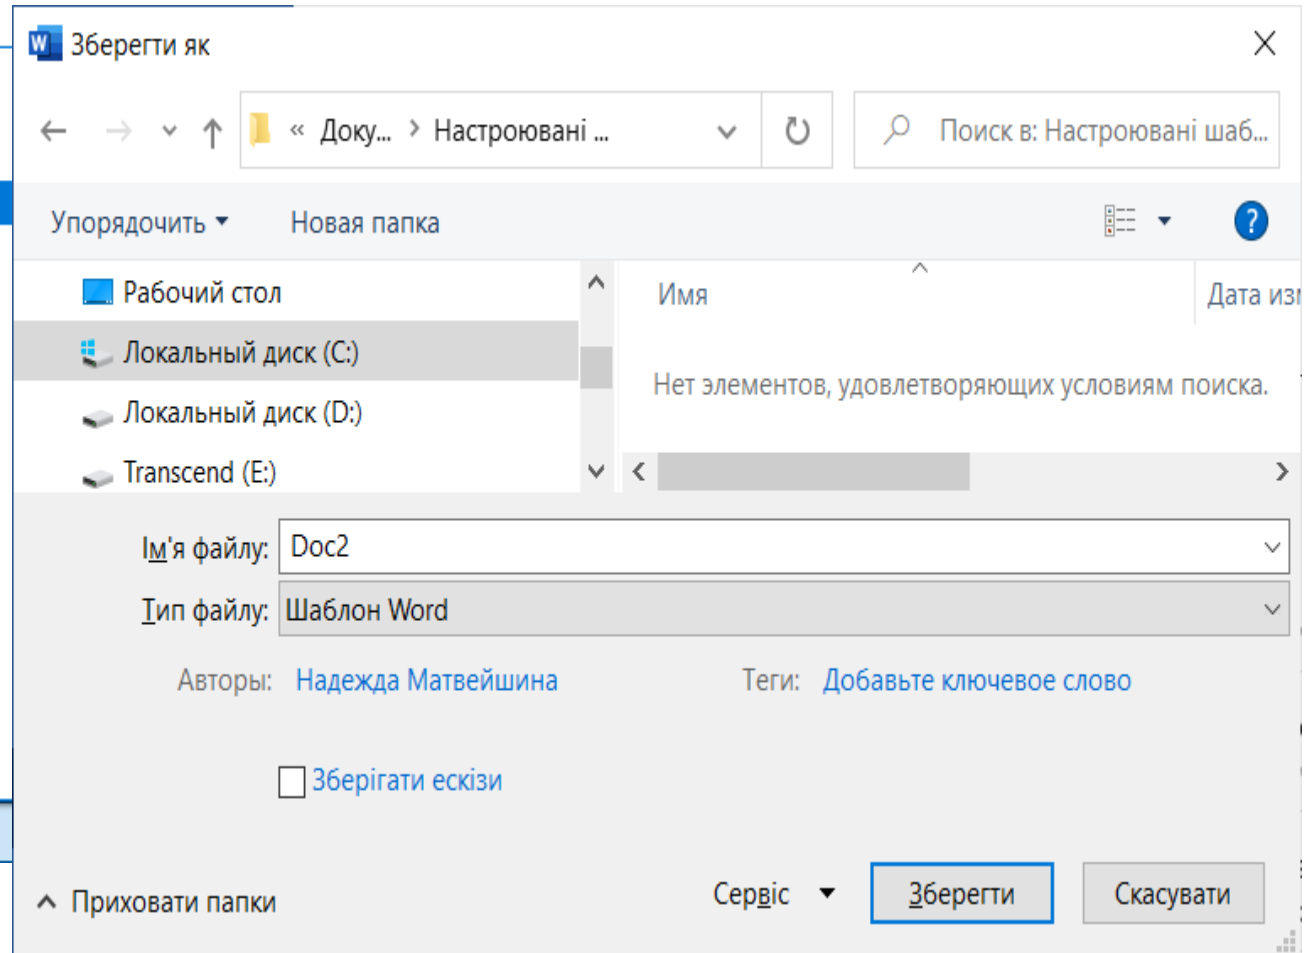 Зберегти як
« Доку... > Настроювані ...
Поиск в: Настроювані шаб...
Упорядочить
Новая папка
Рабочий стол
Локальный диск (C:)
Локальный диск (D:)
Transcend (E:)
Имя
Дата из
Нет элементов, удовлетворяющих условиям поиска.
Ім'я файлу: Doc2
Тип файлу: Шаблон Word
Авторы: Надежда Матвейшина
Теги: Добавьте ключевое слово
Зберігати ескізи
Приховати папки
Сервіс
Зберегти
Скасувати